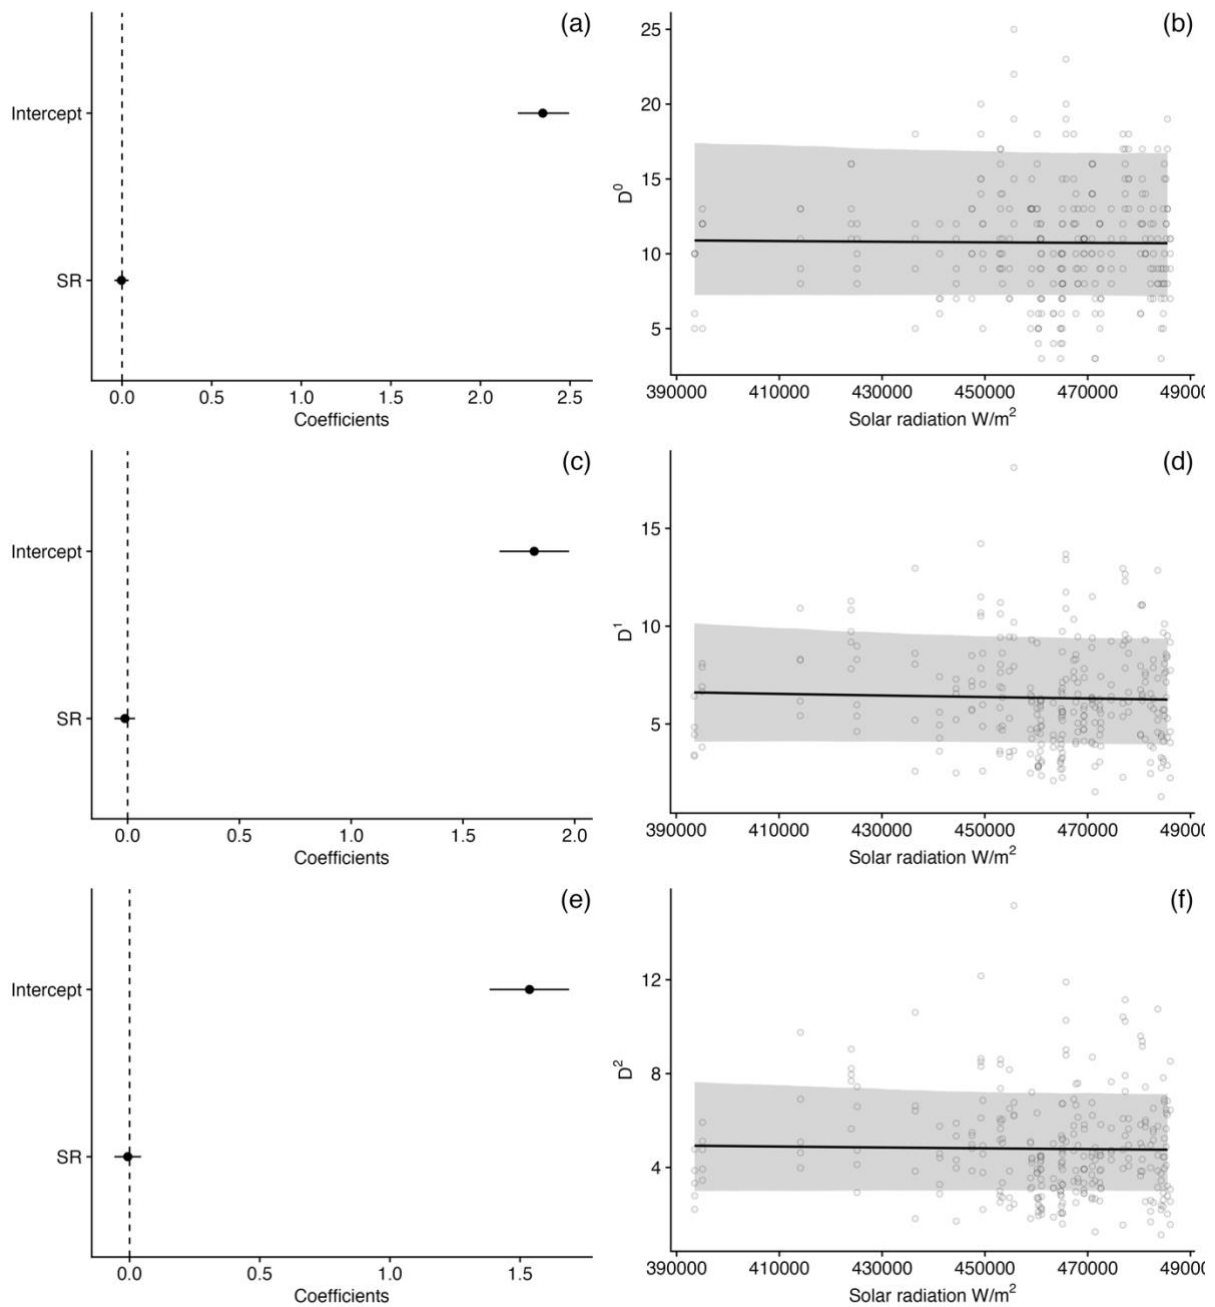 (a)
Intercept
SR
0.0 0.5 1.0 1.5 2.0 2.5
Coefficients
(b)
25
20
15
10
5
D⁰
390000 410000 430000 450000 470000 49000
Solar radiation W/m²
(c)
Intercept
SR
0.0 0.5 1.0 1.5 2.0
Coefficients
(d)
15
10
5
D¹
390000 410000 430000 450000 470000 49000
Solar radiation W/m²
(e)
Intercept
SR
0.0 0.5 1.0 1.5
Coefficients
(f)
12
8
4
D²
390000 410000 430000 450000 470000 49000
Solar radiation W/m²